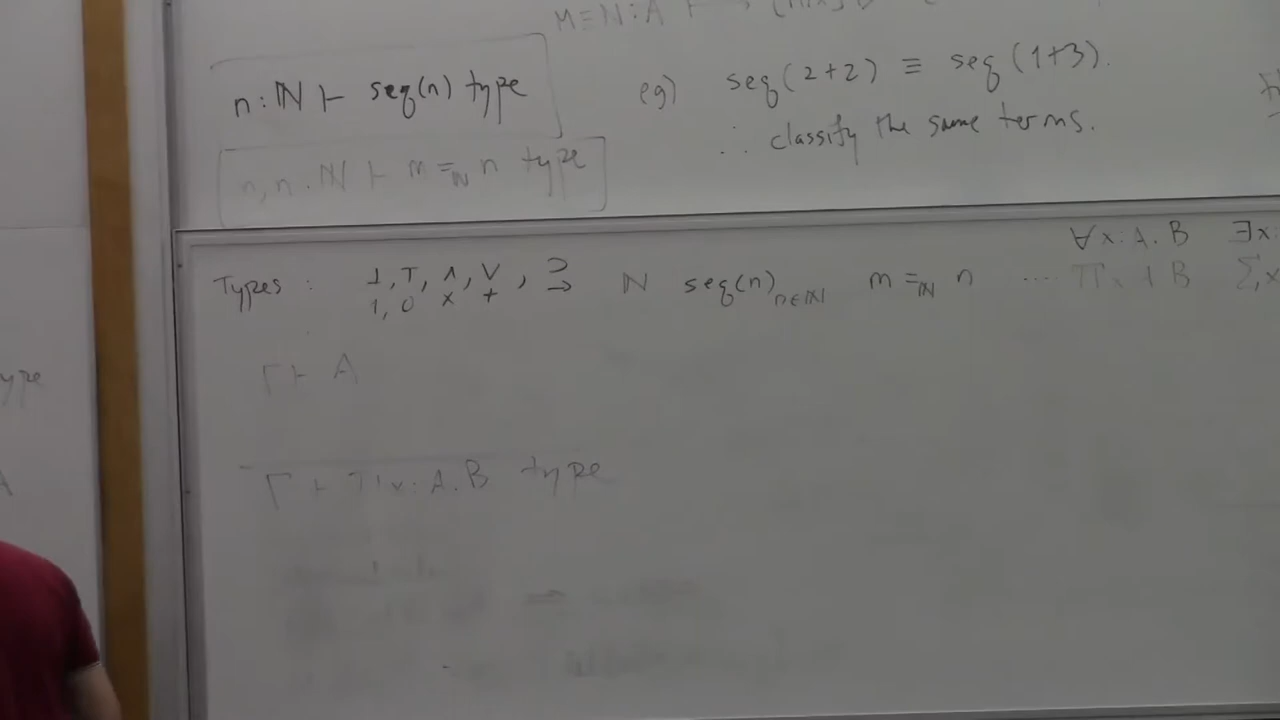 M ≡ N : A ⊢
n : ℕ ⊢ seq(n) type
eg) seq(2+2) ≡ seq(1+3).
∴ classify the same terms.
n, n : ℕ ⊢ m =ℕ n type
∀x:A.B ∃x:
Types : ⊥, ⊤, ∧, ∨, ⊃ ℕ seq(n) n∈ℕ m =ℕ n .... Πx:A B Σx
1, 0 × + →
ype
Γ ⊢ A
Γ ⊢ Πx:A.B type
A